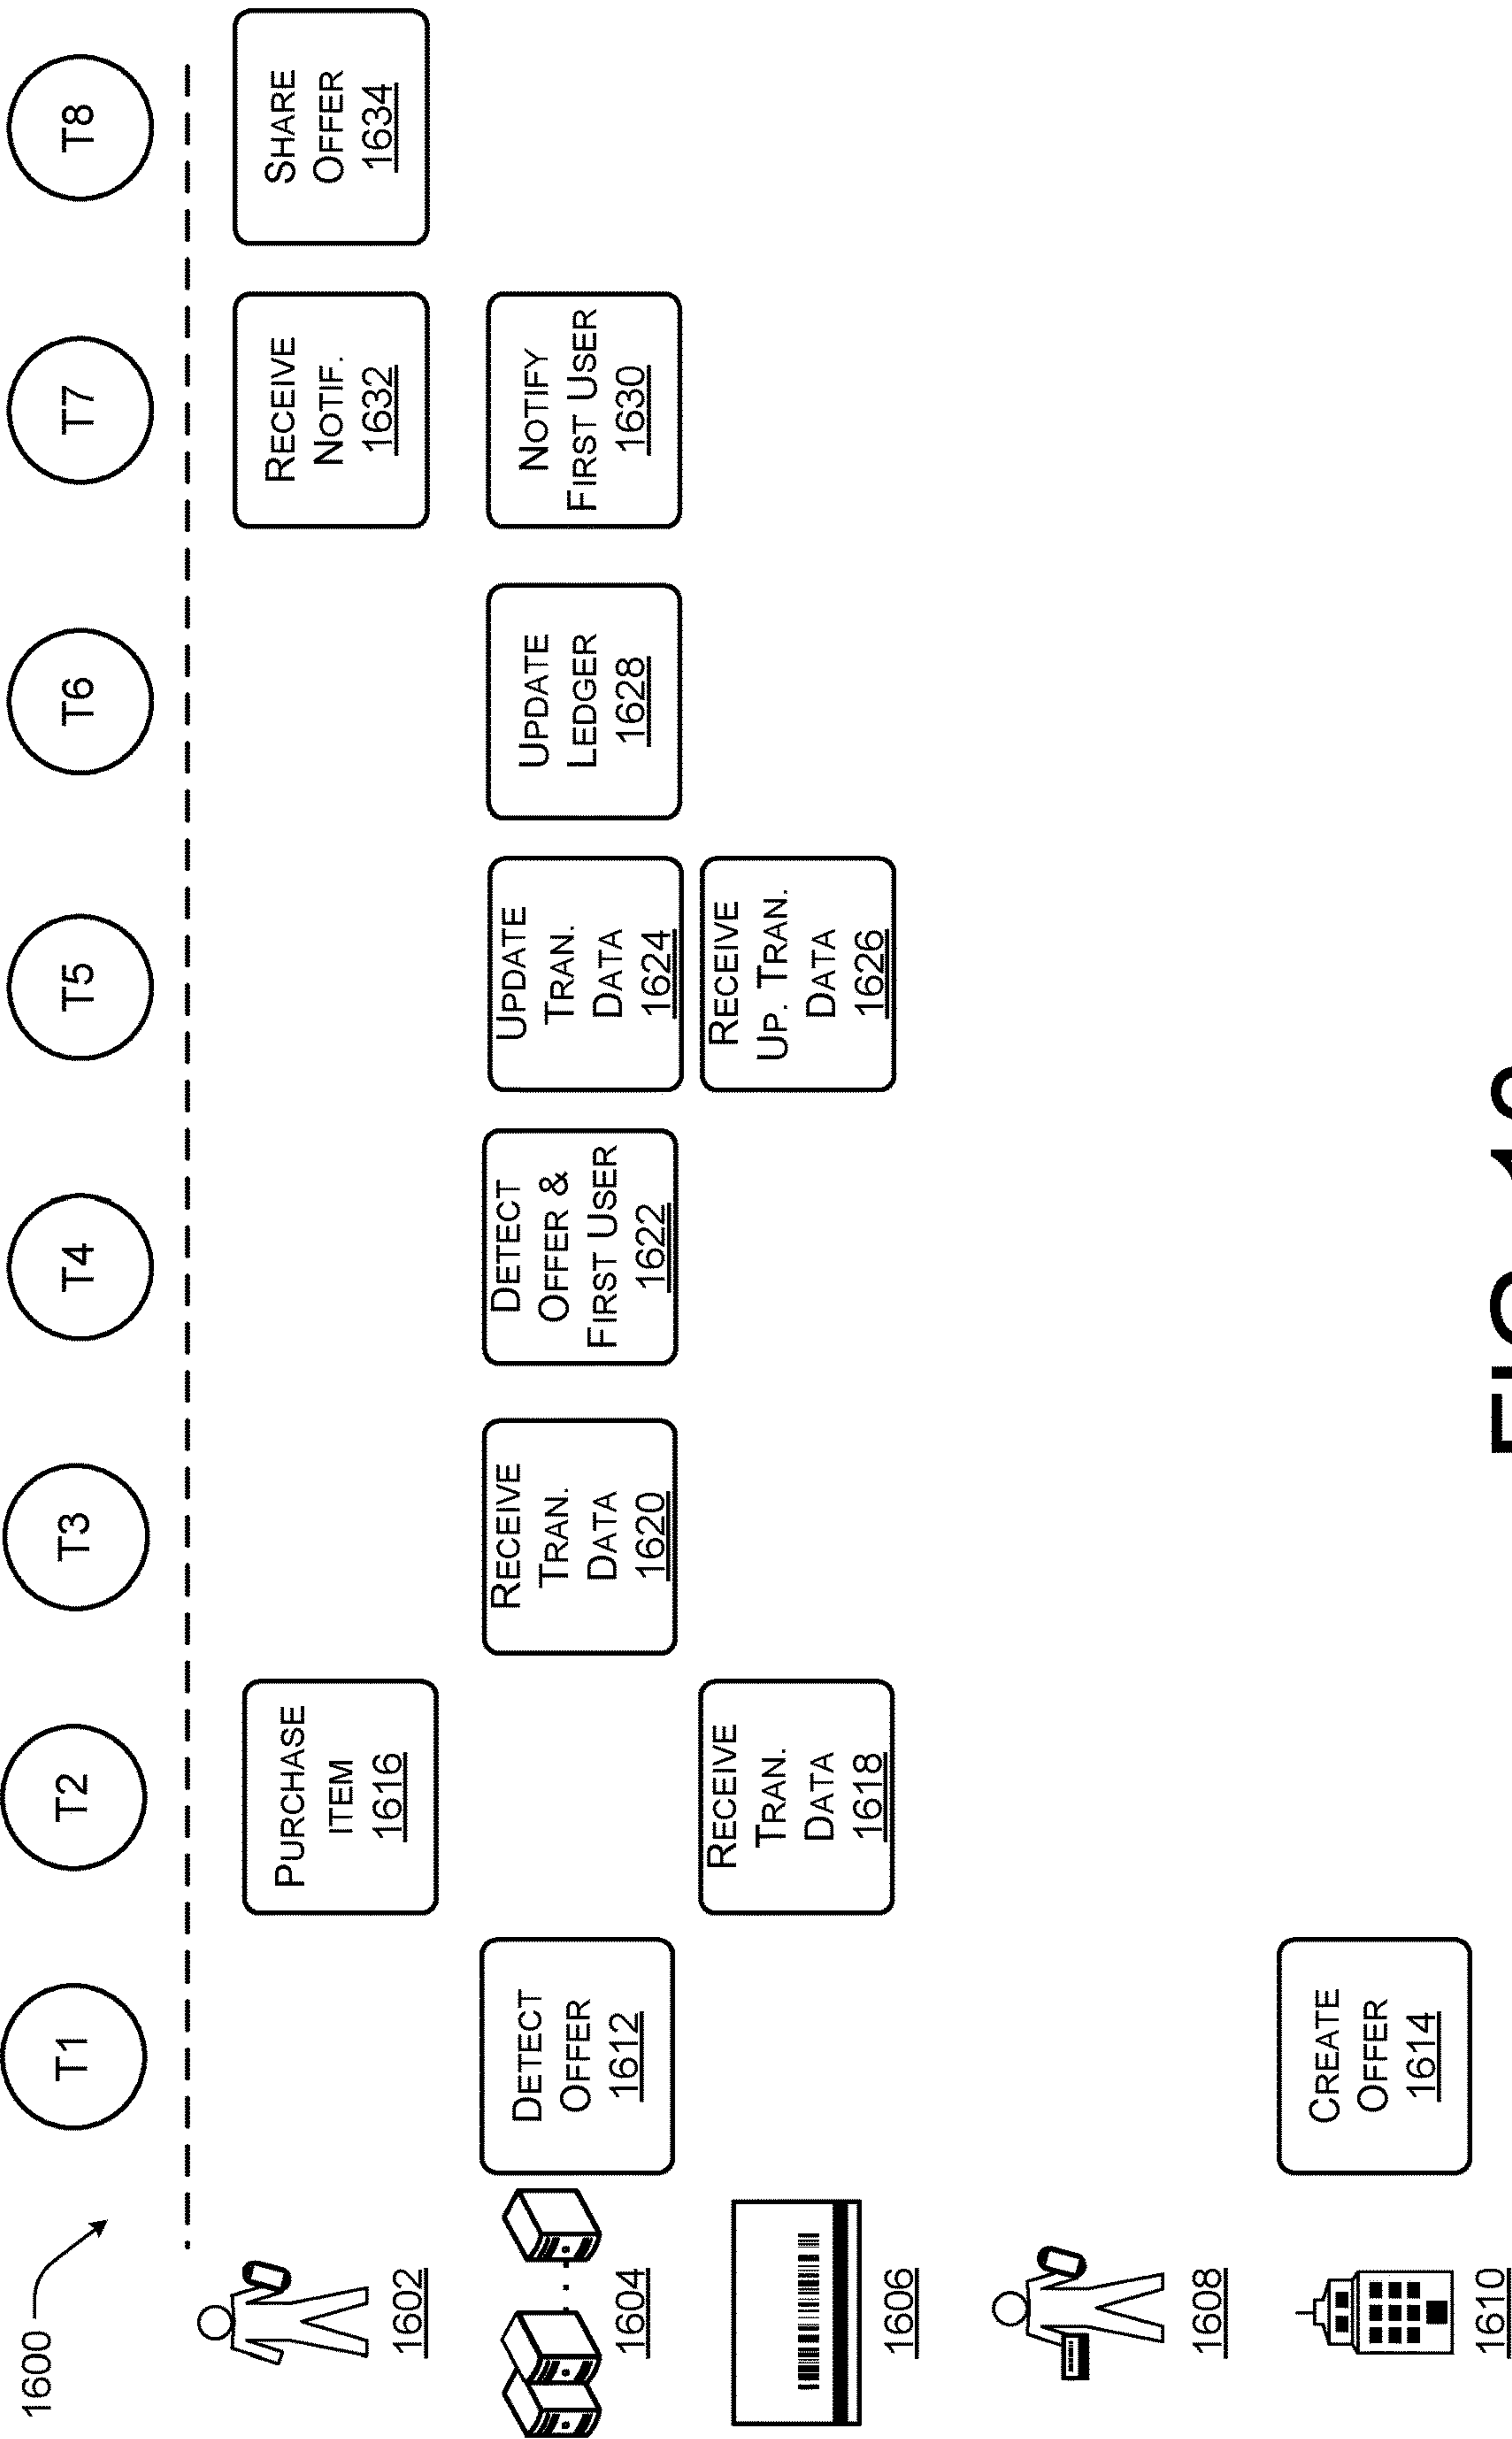 1600
T1
T2
T3
T4
T5
T6
T7
T8
1602
PURCHASE
ITEM
1616
RECEIVE
NOTIF.
1632
SHARE
OFFER
1634
1604
DETECT
OFFER
1612
RECEIVE
TRAN.
DATA
1620
DETECT
OFFER &
FIRST USER
1622
UPDATE
TRAN.
DATA
1624
UPDATE
LEDGER
1628
NOTIFY
FIRST USER
1630
1606
RECEIVE
TRAN.
DATA
1618
RECEIVE
UP. TRAN.
DATA
1626
1608
1610
CREATE
OFFER
1614